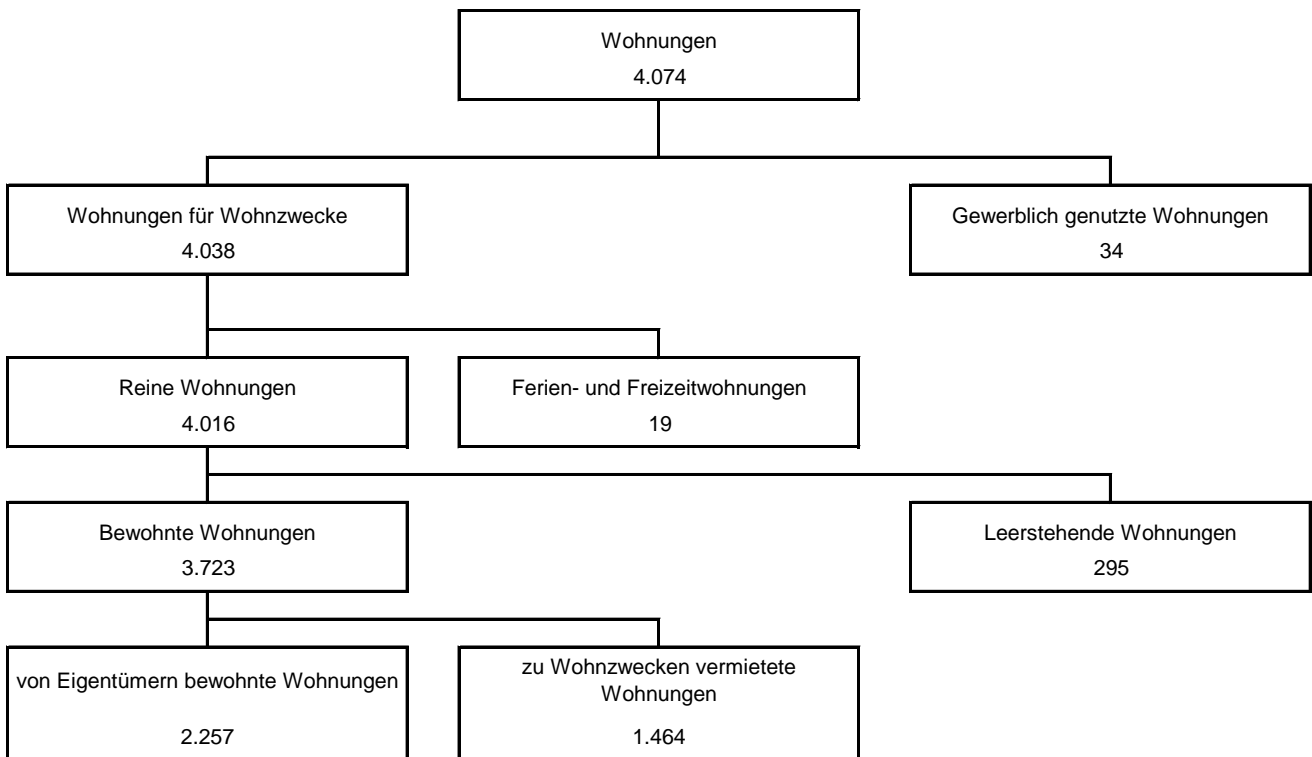 Wohnungen
4.074
Wohnungen für Wohnzwecke
4.038
Gewerblich genutzte Wohnungen
34
Reine Wohnungen
4.016
Ferien- und Freizeitwohnungen
19
Bewohnte Wohnungen
3.723
Leerstehende Wohnungen
295
von Eigentümern bewohnte Wohnungen
2.257
zu Wohnzwecken vermietete
Wohnungen
1.464